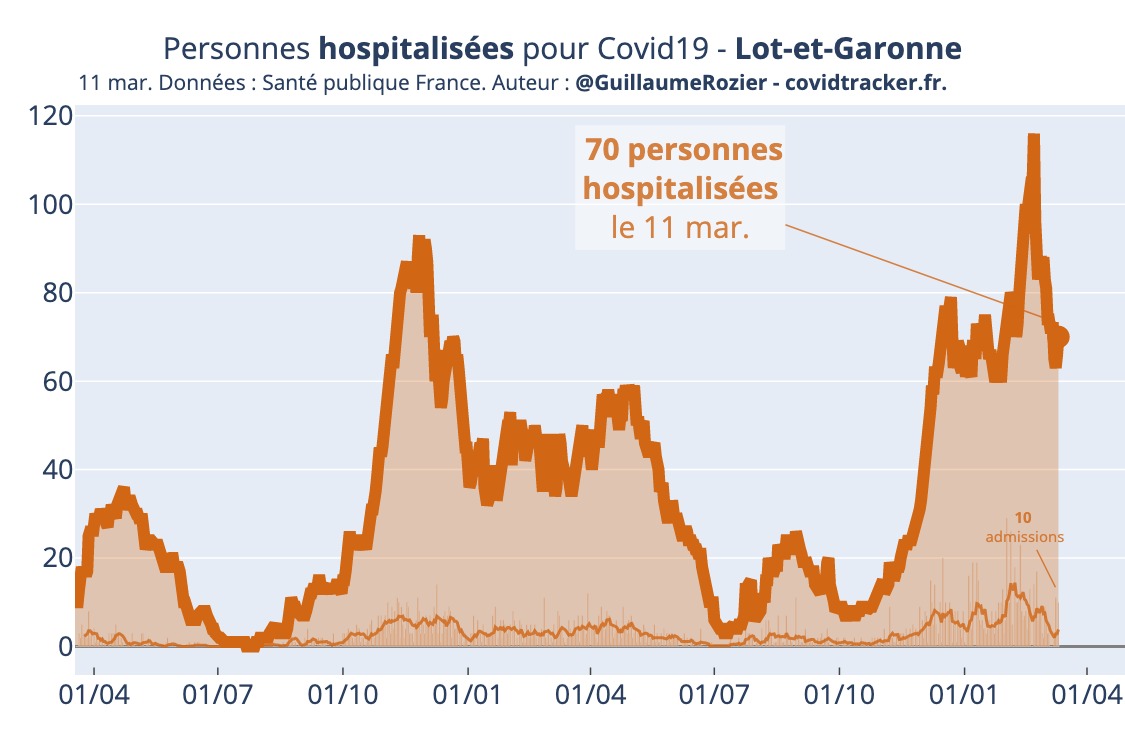 Personnes hospitalisées pour Covid19 - Lot-et-Garonne
11 mar. Données : Santé publique France. Auteur : @GuillaumeRozier - covidtracker.fr.
120
100
80
60
40
20
0
70 personnes
hospitalisées
le 11 mar.
10
admissions
01/04
01/07
01/10
01/01
01/04
01/07
01/10
01/01
01/04